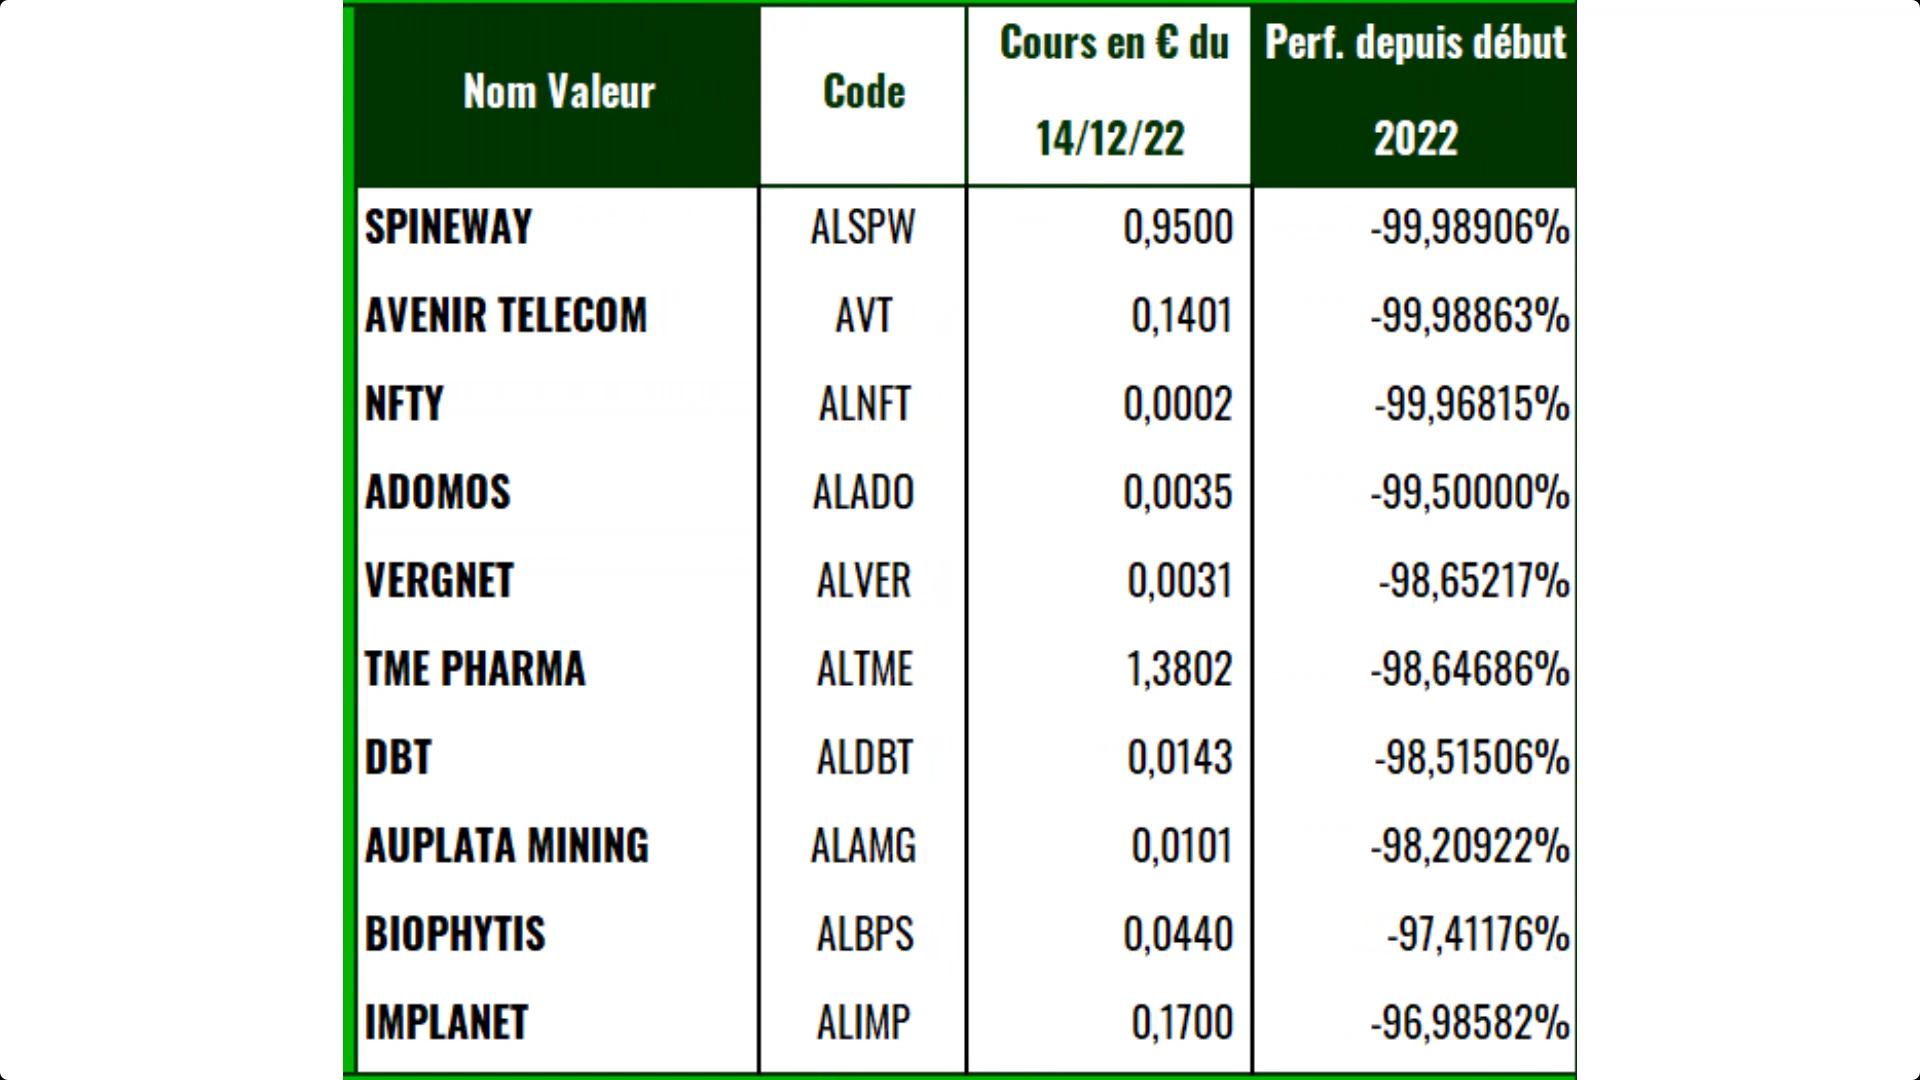 Nom Valeur Code Cours en € du 14/12/22 Perf. depuis début 2022
SPINEWAY ALSPW 0,9500 -99,98906%
AVENIR TELECOM AVT 0,1401 -99,98863%
NFTY ALNFT 0,0002 -99,96815%
ADOMOS ALADO 0,0035 -99,50000%
VERGNET ALVER 0,0031 -98,65217%
TME PHARMA ALTME 1,3802 -98,64686%
DBT ALDBT 0,0143 -98,51506%
AUPLATA MINING ALAMG 0,0101 -98,20922%
BIOPHYTIS ALBPS 0,0440 -97,41176%
IMPLANET ALIMP 0,1700 -96,98582%